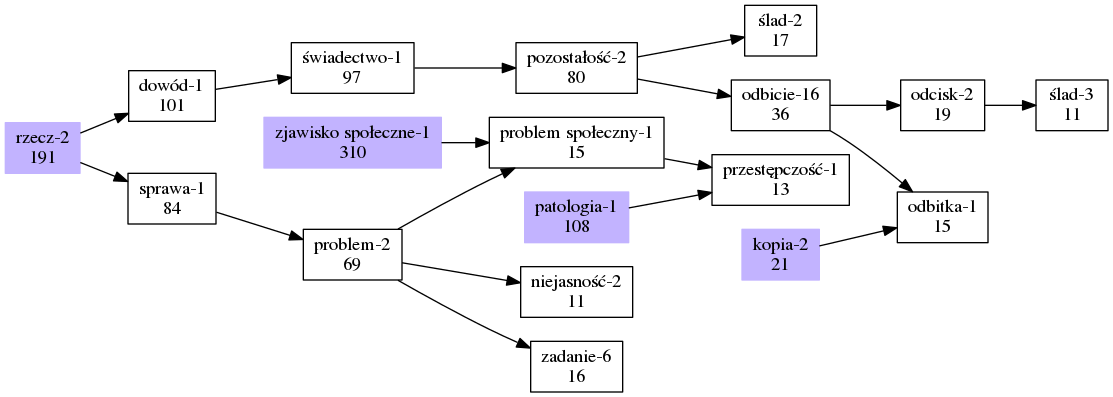 ślad-2
17
świadectwo-1
97
pozostałość-2
80
dowód-1
101
odbicie-16
36
odcisk-2
19
ślad-3
11
rzecz-2
191
zjawisko społeczne-1
310
problem społeczny-1
15
przestępczość-1
13
sprawa-1
84
patologia-1
108
odbitka-1
15
problem-2
69
kopia-2
21
niejasność-2
11
zadanie-6
16